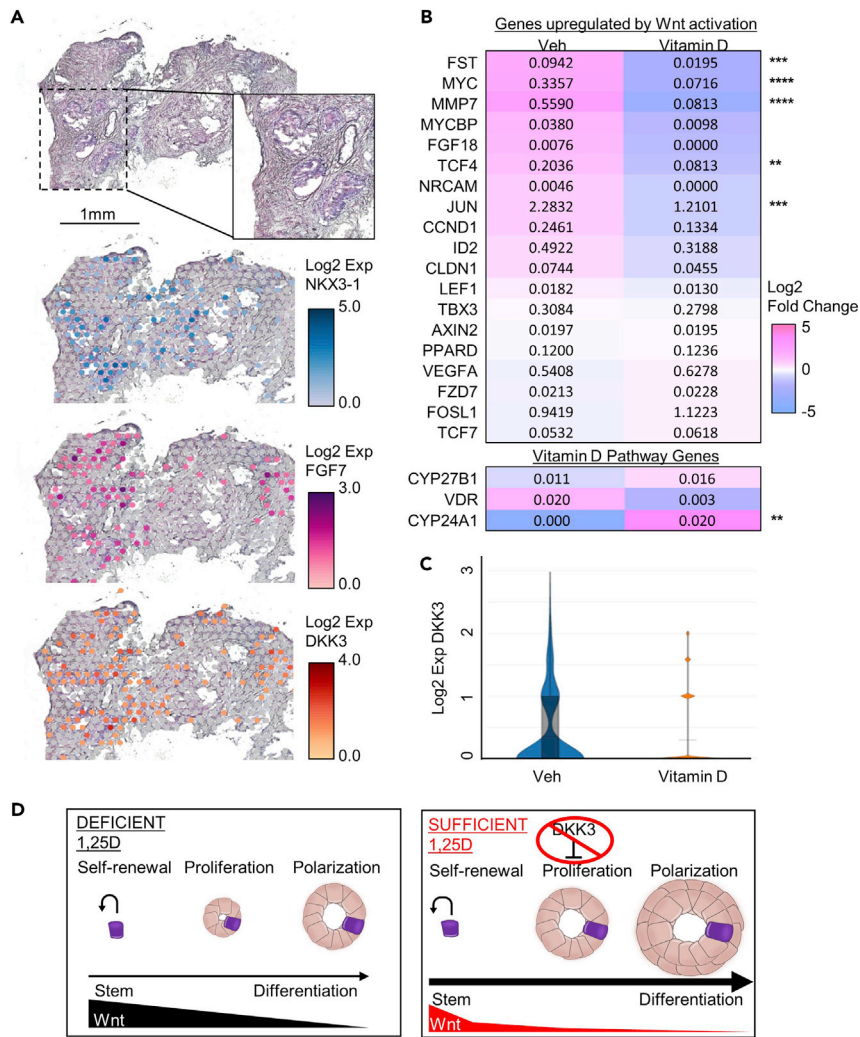 A
1mm
Log2 Exp
NKX3-1
5.0
0.0
Log2 Exp
FGF7
3.0
0.0
Log2 Exp
DKK3
4.0
0.0
B
Genes upregulated by Wnt activation
Veh Vitamin D
FST 0.0942 0.0195 ***
MYC 0.3357 0.0716 ****
MMP7 0.5590 0.0813 ****
MYCBP 0.0380 0.0098
FGF18 0.0076 0.0000
TCF4 0.2036 0.0813 **
NRCAM 0.0046 0.0000
JUN 2.2832 1.2101 ***
CCND1 0.2461 0.1334
ID2 0.4922 0.3188
CLDN1 0.0744 0.0455
LEF1 0.0182 0.0130
TBX3 0.3084 0.2798
AXIN2 0.0197 0.0195
PPARD 0.1200 0.1236
VEGFA 0.5408 0.6278
FZD7 0.0213 0.0228
FOSL1 0.9419 1.1223
TCF7 0.0532 0.0618
Log2
Fold Change
5
0
-5
Vitamin D Pathway Genes
CYP27B1 0.011 0.016
VDR 0.020 0.003
CYP24A1 0.000 0.020 **
C
Log2 Exp DKK3
3
2
1
0
Veh Vitamin D
D
DEFICIENT
1,25D
Self-renewal Proliferation Polarization
Stem Differentiation
Wnt
SUFFICIENT
1,25D
DKK3
Self-renewal Proliferation Polarization
Stem Differentiation
Wnt